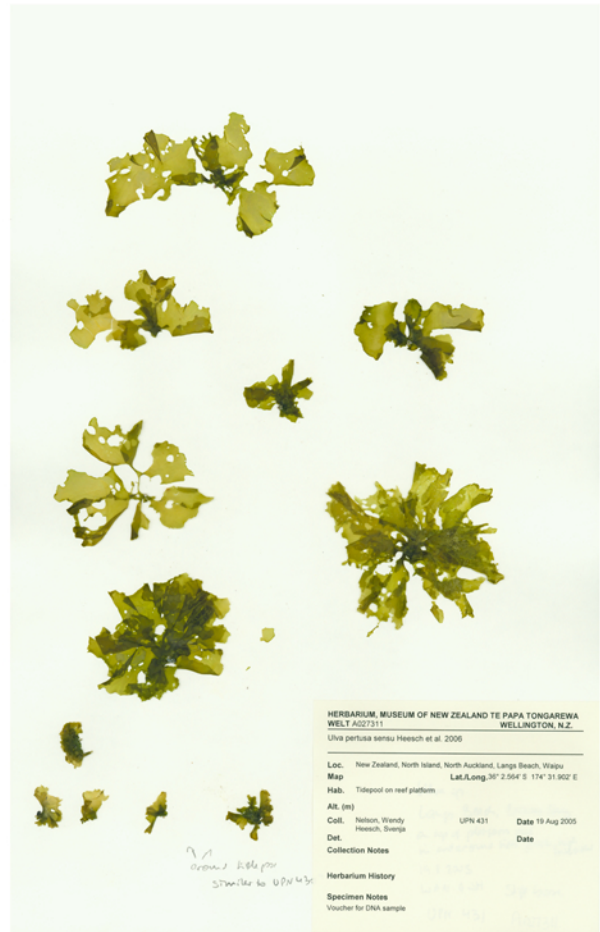 HERBARIUM, MUSEUM OF NEW ZEALAND TE PAPA TONGAREWA
WELT A027311 WELLINGTON, N.Z.
Ulva pertusa sensu Heesch et al. 2006
Loc. New Zealand, North Island, North Auckland, Langs Beach, Waipu
Map Lat./Long. 36° 2.564' S 174° 31.902' E
Hab. Tidepool on reef platform
Alt. (m)
Coll. Nelson, Wendy UPN 431 Date 19 Aug 2005
Heesch, Svenja
Det. Date
Collection Notes
Herbarium History
Specimen Notes
Voucher for DNA sample
similar to UPN 430